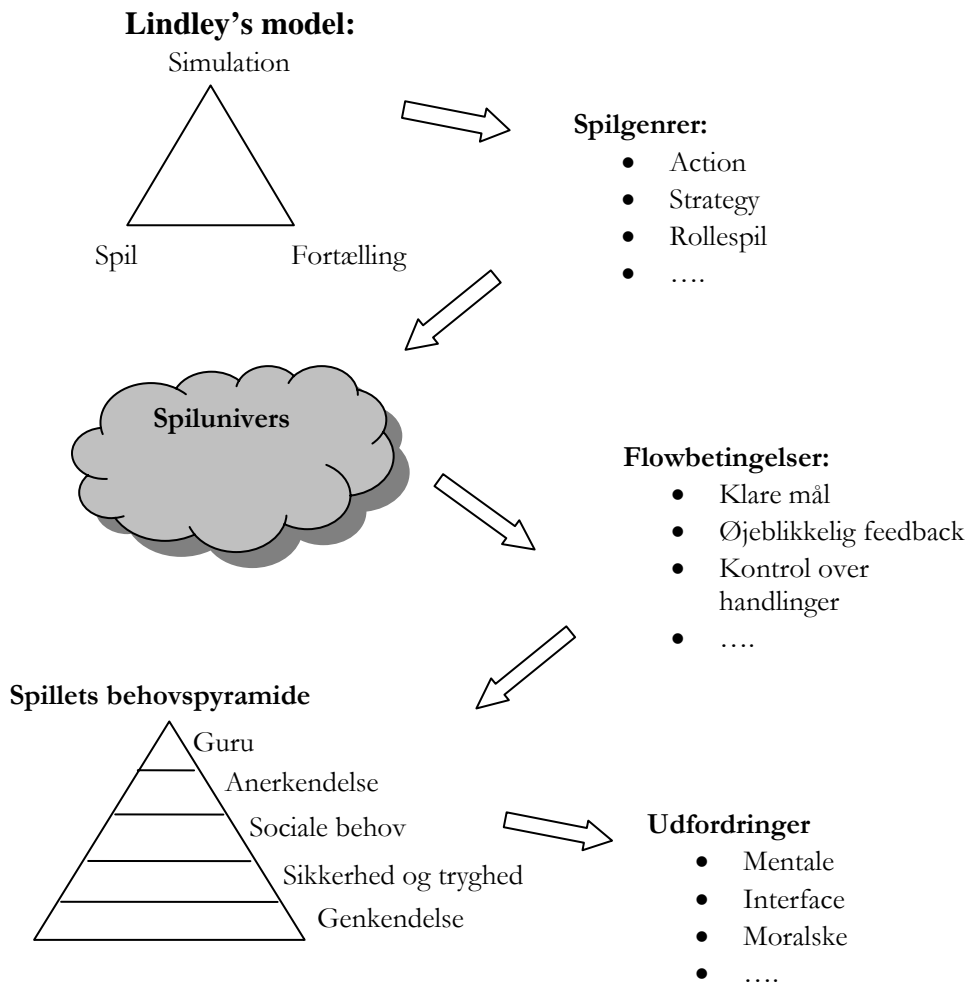 Lindley's model:
Simulation
Spil
Fortælling
Spilgenrer:
• Action
• Strategy
• Rollespil
• ….
Spilunivers
Flowbetingelser:
• Klare mål
• Øjeblikkelig feedback
• Kontrol over
handlinger
• ….
Spillets behovspyramide
Guru
Anerkendelse
Sociale behov
Sikkerhed og tryghed
Genkendelse
Udfordringer
• Mentale
• Interface
• Moralske
• ….